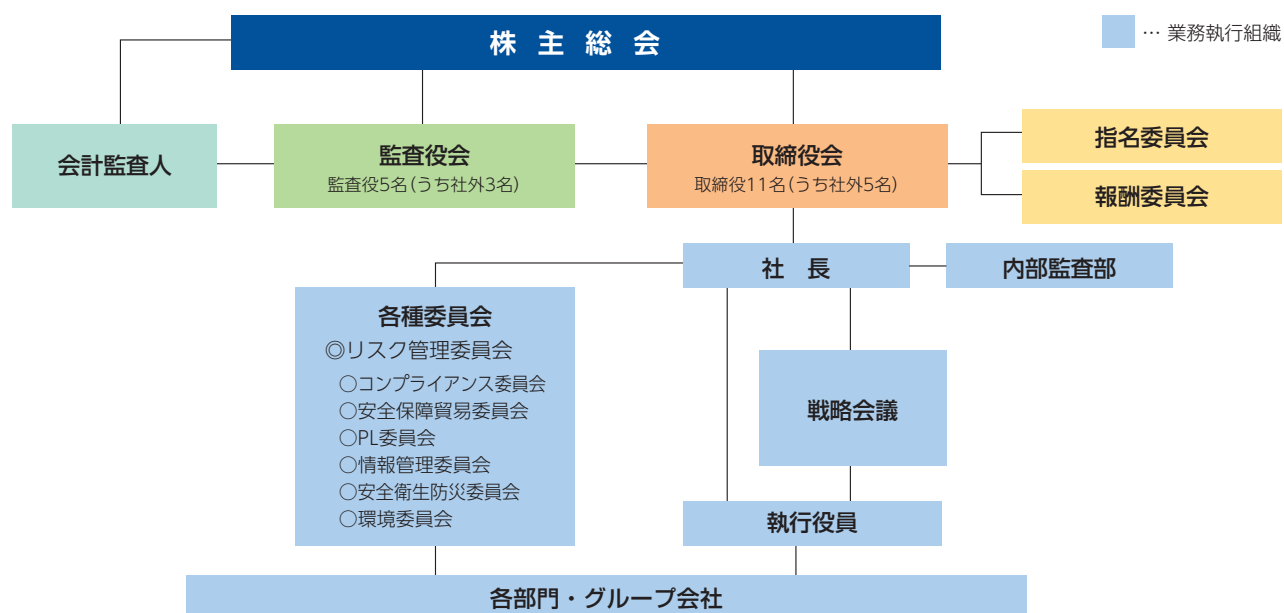 株主総会
… 業務執行組織
会計監査人
監査役会
監査役5名(うち社外3名)
取締役会
取締役11名(うち社外5名)
指名委員会
報酬委員会
社 長
内部監査部
各種委員会
◎リスク管理委員会
○コンプライアンス委員会
○安全保障貿易委員会
○PL委員会
○情報管理委員会
○安全衛生防災委員会
○環境委員会
戦略会議
執行役員
各部門・グループ会社